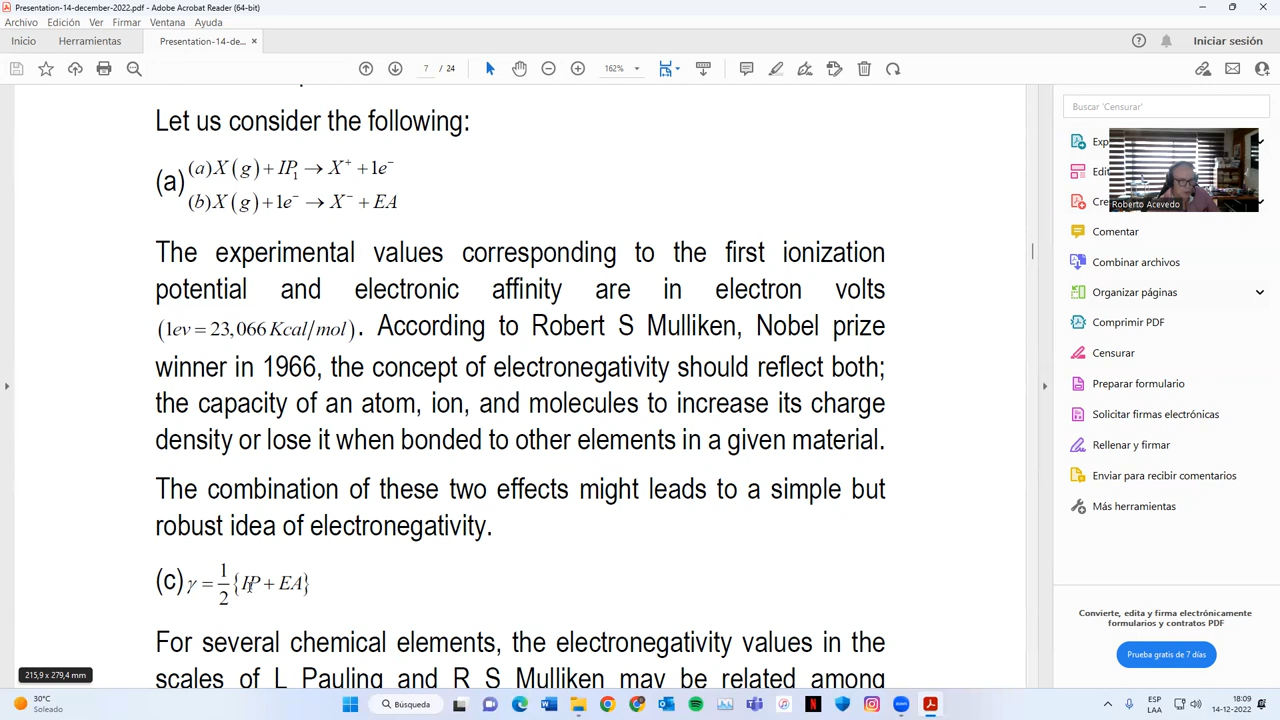 Presentation-14-december-2022.pdf - Adobe Acrobat Reader (64-bit)
Archivo Edición Ver Firmar Ventana Ayuda
Inicio Herramientas Presentation-14-de... × Iniciar sesión
7 / 24 162%
Let us consider the following:
(a) (a)X(g)+IP₁ → X⁺ +1e⁻
(b)X(g)+1e⁻ → X⁻ + EA
The experimental values corresponding to the first ionization
potential and electronic affinity are in electron volts
(1ev = 23,066 Kcal/mol). According to Robert S Mulliken, Nobel prize
winner in 1966, the concept of electronegativity should reflect both;
the capacity of an atom, ion, and molecules to increase its charge
density or lose it when bonded to other elements in a given material.
The combination of these two effects might leads to a simple but
robust idea of electronegativity.
(c) γ = 1/2 {IP + EA}
For several chemical elements, the electronegativity values in the
scales of L Pauling and R S Mulliken may be related among
215,9 x 279,4 mm
Buscar 'Censurar'
Roberto Acevedo
Comentar
Combinar archivos
Organizar páginas
Comprimir PDF
Censurar
Preparar formulario
Solicitar firmas electrónicas
Rellenar y firmar
Enviar para recibir comentarios
Más herramientas
Convierte, edita y firma electrónicamente
formularios y contratos PDF
Prueba gratis de 7 días
30°C
Soleado
Búsqueda
ESP
LAA
18:09
14-12-2022